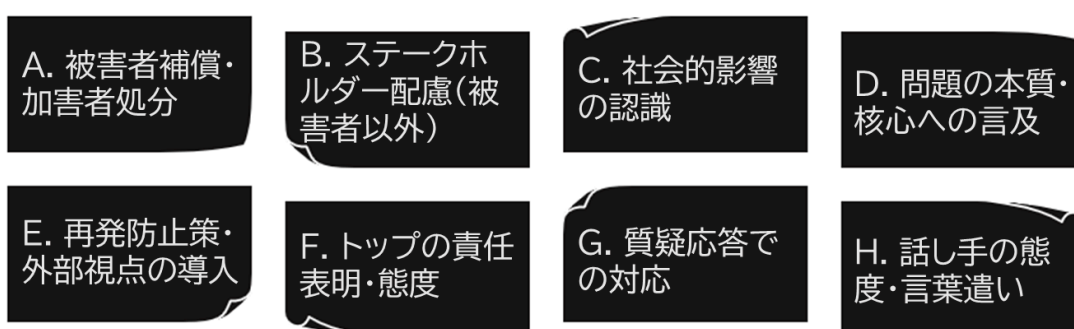 A. 被害者補償・
加害者処分
B. ステークホ
ルダー配慮（被
害者以外）
C. 社会的影響
の認識
D. 問題の本質・
核心への言及
E. 再発防止策・
外部視点の導入
F. トップの責任
表明・態度
G. 質疑応答で
の対応
H. 話し手の態
度・言葉遣い